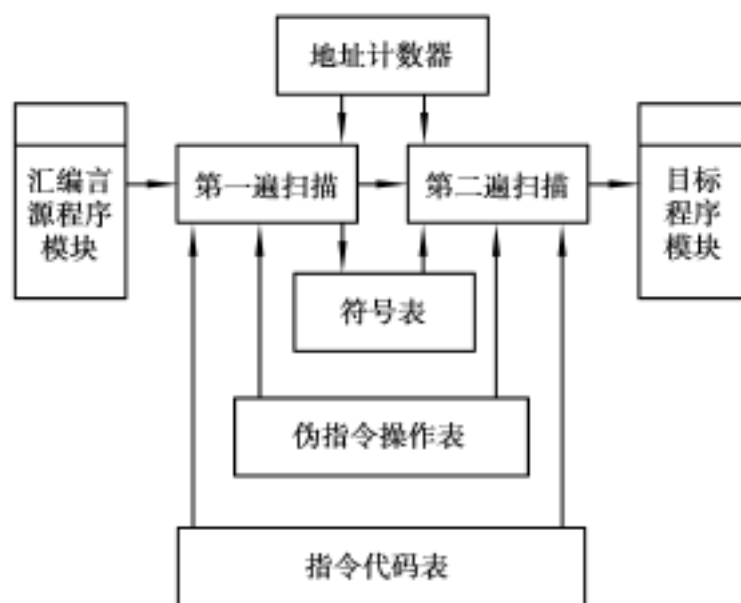 地址计数器
汇编言
源程序
模块
第一遍扫描
第二遍扫描
目标
程序
模块
符号表
伪指令操作表
指令代码表